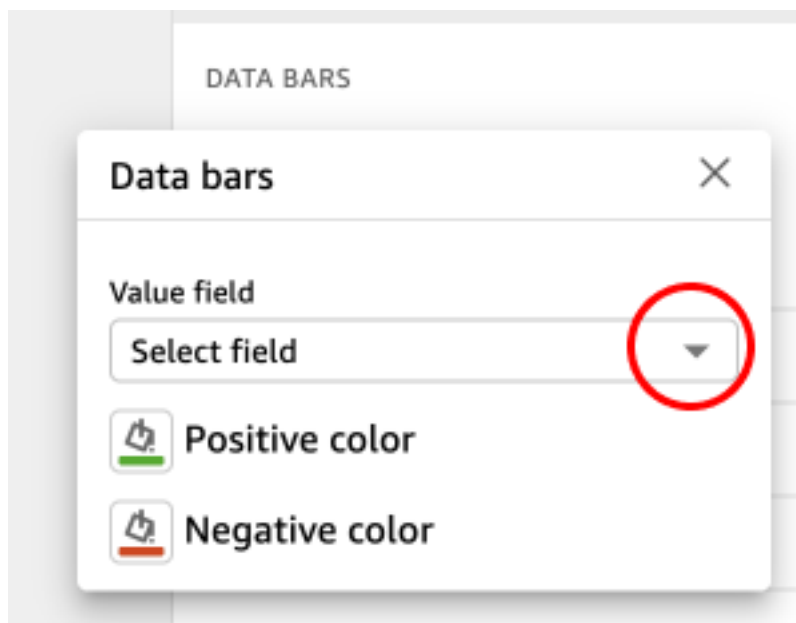 DATA BARS
Data bars
Value field
Select field
Positive color
Negative color